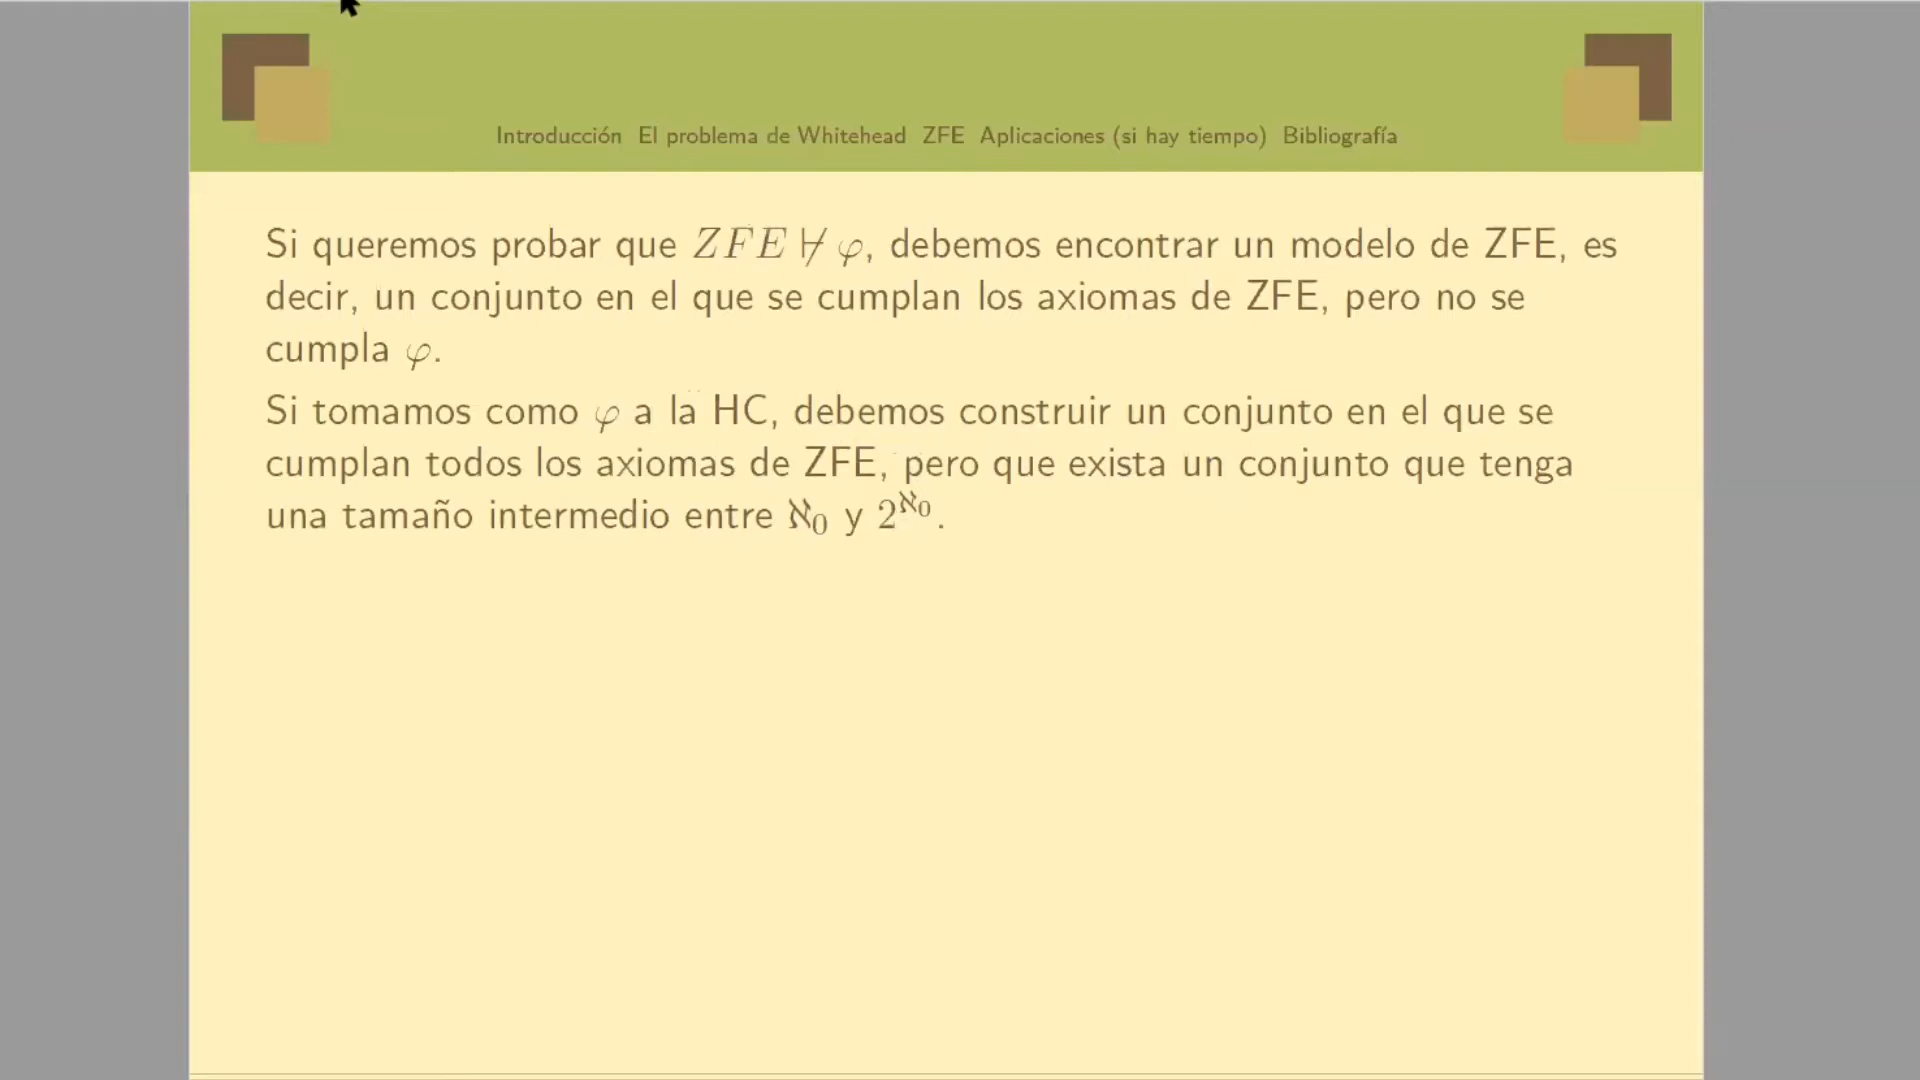 Introducción El problema de Whitehead ZFE Aplicaciones (si hay tiempo) Bibliografía
Si queremos probar que ZFE ⊬ φ, debemos encontrar un modelo de ZFE, es
decir, un conjunto en el que se cumplan los axiomas de ZFE, pero no se
cumpla φ.
Si tomamos como φ a la HC, debemos construir un conjunto en el que se
cumplan todos los axiomas de ZFE, pero que exista un conjunto que tenga
una tamaño intermedio entre ℵ₀ y 2^ℵ₀.